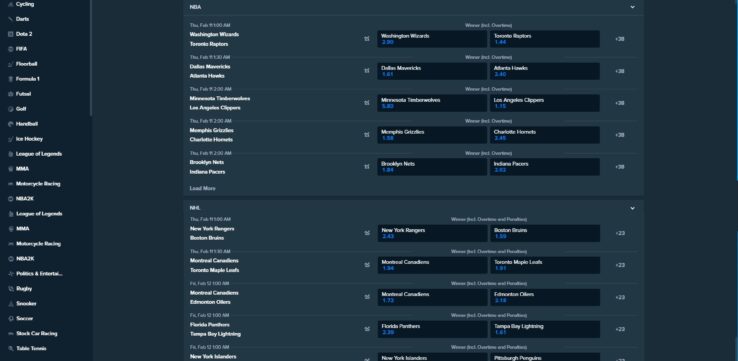 Cycling
Darts
Dota 2
FIFA
Floorball
Formula 1
Futsal
Golf
Handball
Ice Hockey
League of Legends
MMA
Motorcycle Racing
NBA2K
League of Legends
MMA
Motorcycle Racing
NBA2K
Politics & Entertai...
Rugby
Snooker
Soccer
Stock Car Racing
Table Tennis
NBA
Thu, Feb 11 1:00 AM
Winner (Incl. Overtime)
Washington Wizards
Toronto Raptors
Washington Wizards
2.90
Toronto Raptors
1.44
+38
Thu, Feb 11 1:30 AM
Winner (Incl. Overtime)
Dallas Mavericks
Atlanta Hawks
Dallas Mavericks
1.61
Atlanta Hawks
2.40
+38
Thu, Feb 11 2:00 AM
Winner (Incl. Overtime)
Minnesota Timberwolves
Los Angeles Clippers
Minnesota Timberwolves
Los Angeles Clippers
1.15
+38
Thu, Feb 11 2:00 AM
Winner (Incl. Overtime)
Memphis Grizzlies
Charlotte Hornets
Memphis Grizzlies
1.58
Charlotte Hornets
2.45
+38
Thu, Feb 11 2:00 AM
Winner (Incl. Overtime)
Brooklyn Nets
Indiana Pacers
Brooklyn Nets
1.84
Indiana Pacers
+38
Load More
NHL
Thu, Feb 11 1:00 AM
Winner (Incl. Overtime and Penalties)
New York Rangers
Boston Bruins
New York Rangers
2.43
Boston Bruins
+23
Thu, Feb 11 1:30 AM
Winner (Incl. Overtime and Penalties)
Montreal Canadiens
Toronto Maple Leafs
Montreal Canadiens
1.94
Toronto Maple Leafs
1.91
+23
Fri, Feb 12 1:00 AM
Winner (Incl. Overtime and Penalties)
Montreal Canadiens
Edmonton Oilers
Montreal Canadiens
1.72
Edmonton Oilers
2.18
+23
Fri, Feb 12 1:00 AM
Winner (Incl. Overtime and Penalties)
Florida Panthers
Tampa Bay Lightning
Florida Panthers
Tampa Bay Lightning
1.61
+23
Fri, Feb 12 1:00 AM
Winner (Incl. Overtime and Penalties)
New York Islanders
New York Islanders
Pittsburgh Penguins